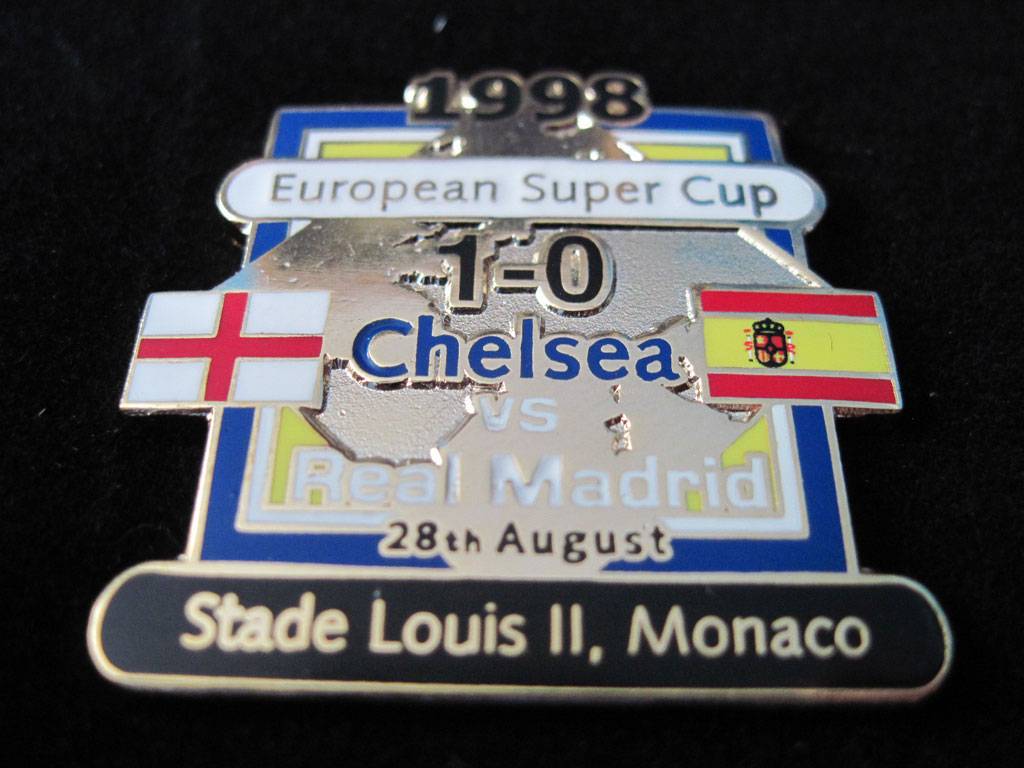 1998
European Super Cup
1-0
Chelsea
vs
Real Madrid
28th August
Stade Louis II, Monaco